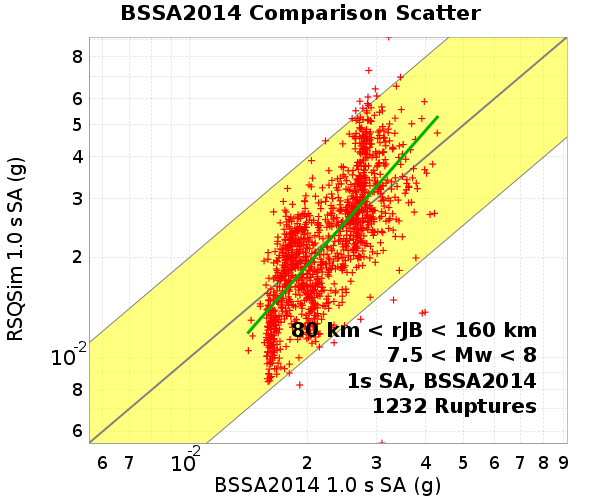 BSSA2014 Comparison Scatter
RSQSim 1.0 s SA (g)
8
6
5
4
3
2
10-2
8
6
80 km < rJB < 160 km
7.5 < Mw < 8
1s SA, BSSA2014
1232 Ruptures
6 7 10-2 2 3 4 5 6 7 8 9
BSSA2014 1.0 s SA (g)